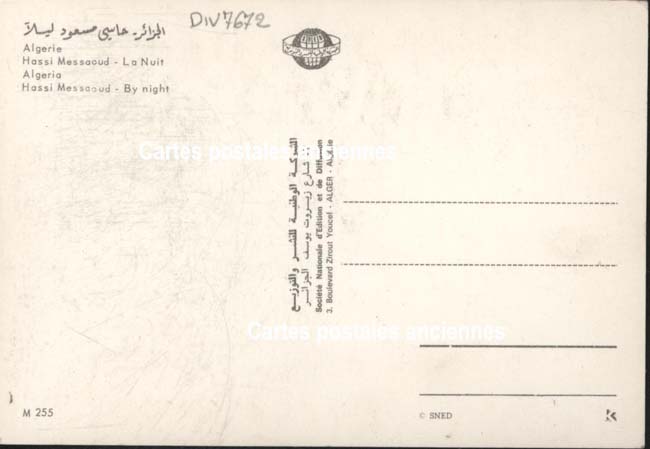 الجزائر - حاسي مسعود ليلاً
Algerie
Hassi Messaoud - La Nuit
Algeria
Hassi Messaoud - By night
DIV7672
Cartes postales anciennes
الشركة الوطنية للنشر والتوزيع
شارع زيروت يوسف الجزائر
Société Nationale d'Edition et de Diffusion
3, Boulevard Zirout Youcef - ALGER - Algérie
Cartes postales anciennes
M 255
© SNED